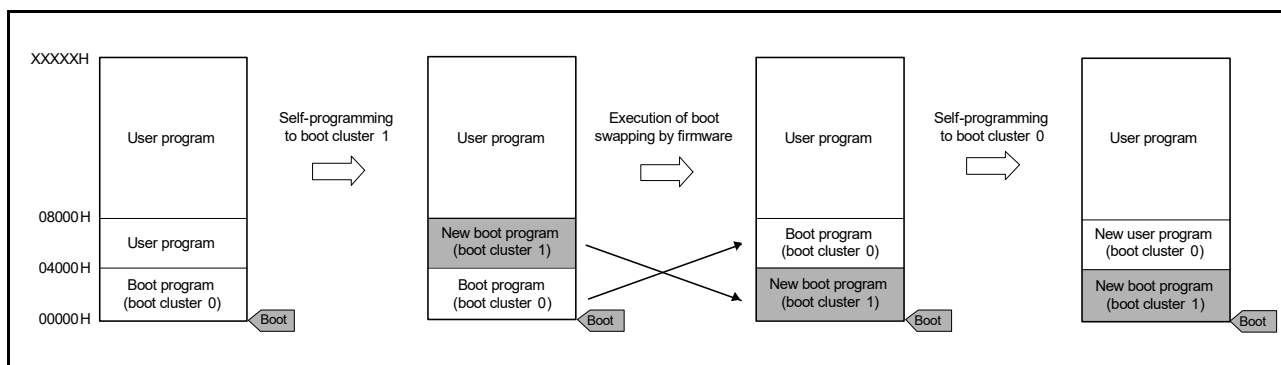 XXXXXH
User program
08000H
User program
04000H
Boot program
(boot cluster 0)
00000H
Boot
Self-programming
to boot cluster 1
User program
New boot program
(boot cluster 1)
Boot program
(boot cluster 0)
Boot
Execution of boot
swapping by firmware
User program
Boot program
(boot cluster 0)
New boot program
(boot cluster 1)
Boot
Self-programming
to boot cluster 0
User program
New user program
(boot cluster 0)
New boot program
(boot cluster 1)
Boot